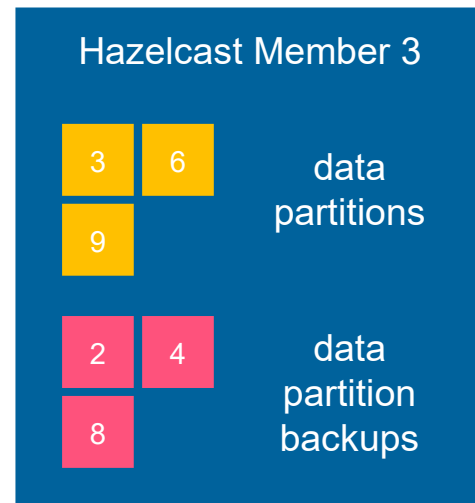 Hazelcast Member 3
3 6
9
data
partitions
2 4
8
data
partition
backups